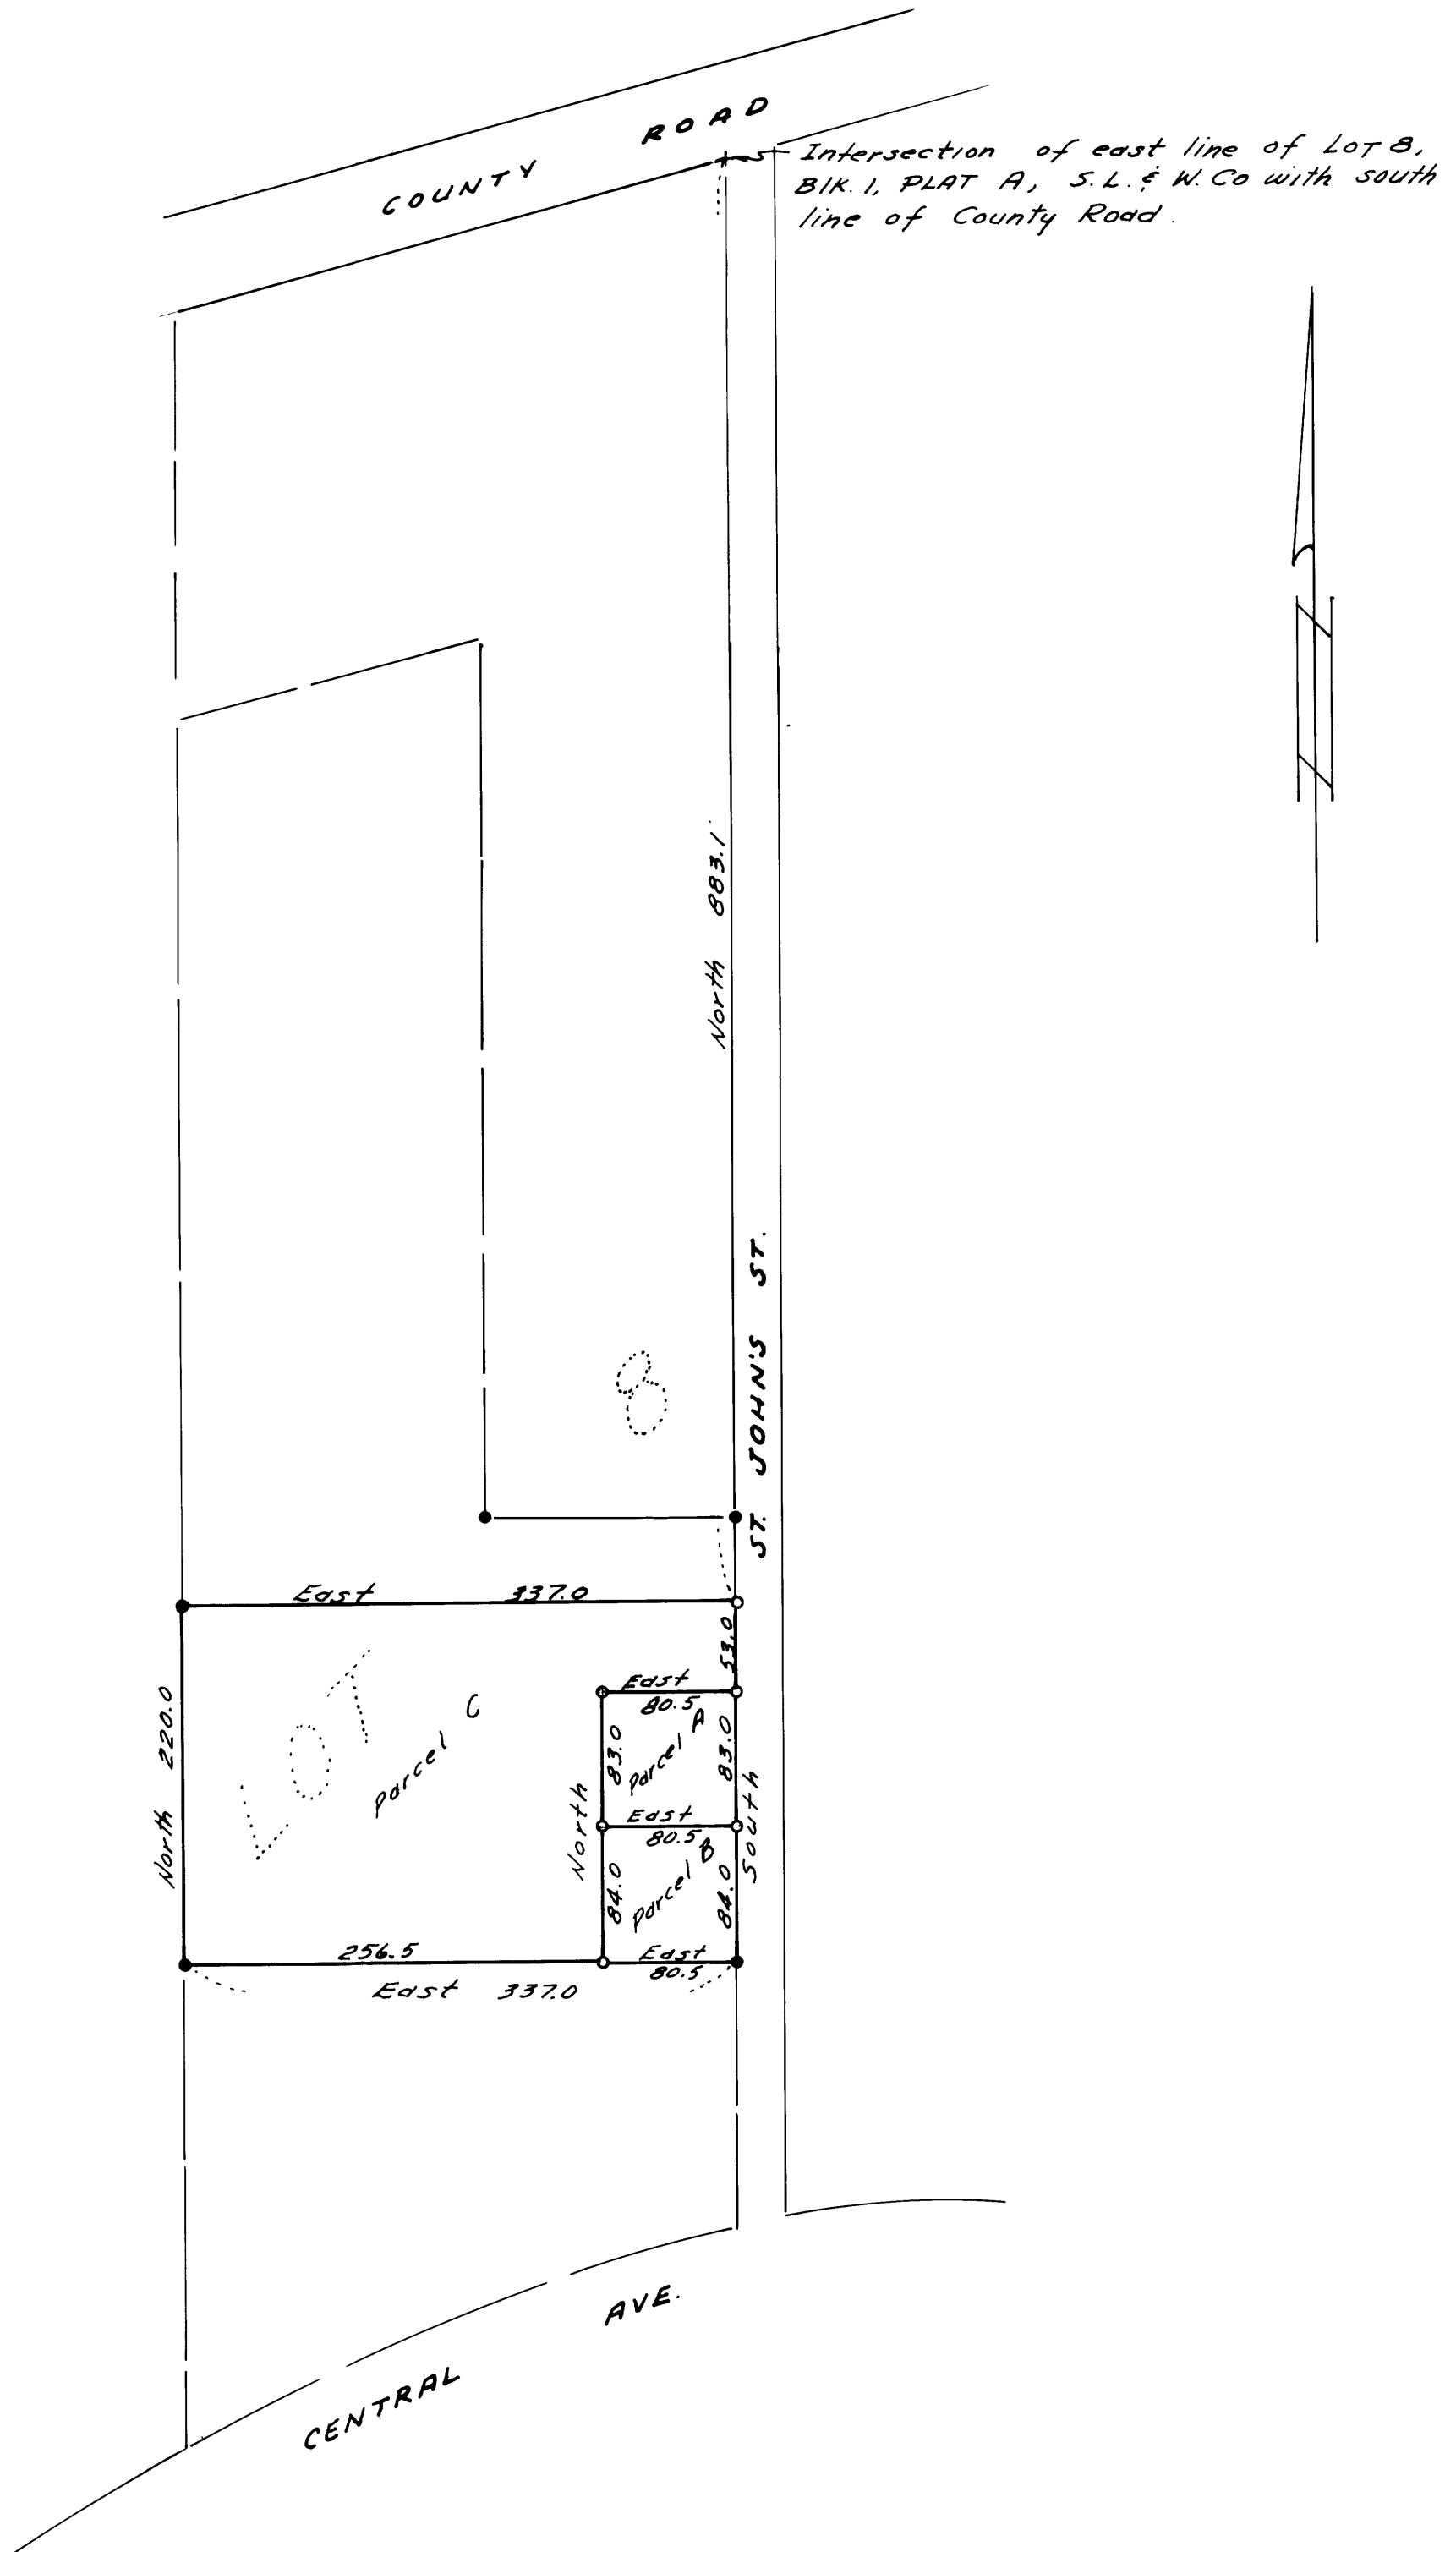 COUNTY ROAD
Intersection of east line of LOT 8,
Blk. 1, PLAT A, S.L. & W. Co with south
line of County Road.
North 883.1'
ST. JOHN'S ST.
8
East 337.0
53.0
East
80.5
LOT
Parcel C
North 220.0
83.0
Parcel A
83.0
North
South
East
80.5
84.0
Parcel B
84.0
256.5
East
80.5
East 337.0
CENTRAL AVE.
N